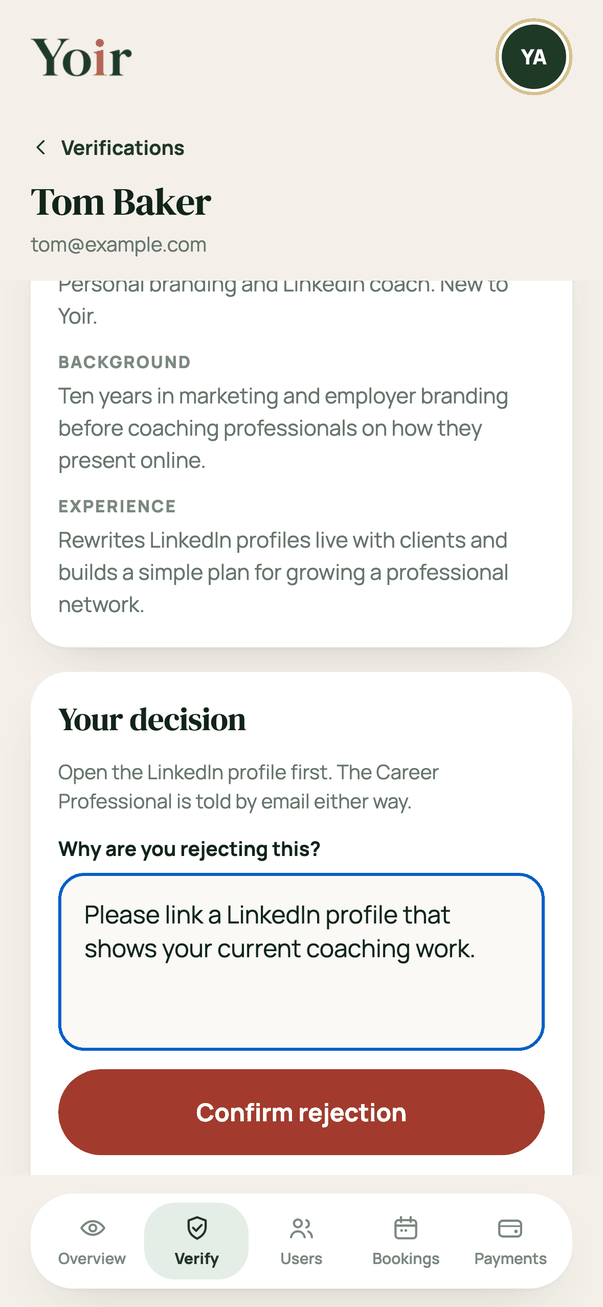 Yoir
YA
Verifications
Tom Baker
tom@example.com
Personal branding and LinkedIn coach. New to
Yoir.
BACKGROUND
Ten years in marketing and employer branding
before coaching professionals on how they
present online.
EXPERIENCE
Rewrites LinkedIn profiles live with clients and
builds a simple plan for growing a professional
network.
Your decision
Open the LinkedIn profile first. The Career
Professional is told by email either way.
Why are you rejecting this?
Please link a LinkedIn profile that
shows your current coaching work.
Confirm rejection
Overview
Verify
Users
Bookings
Payments